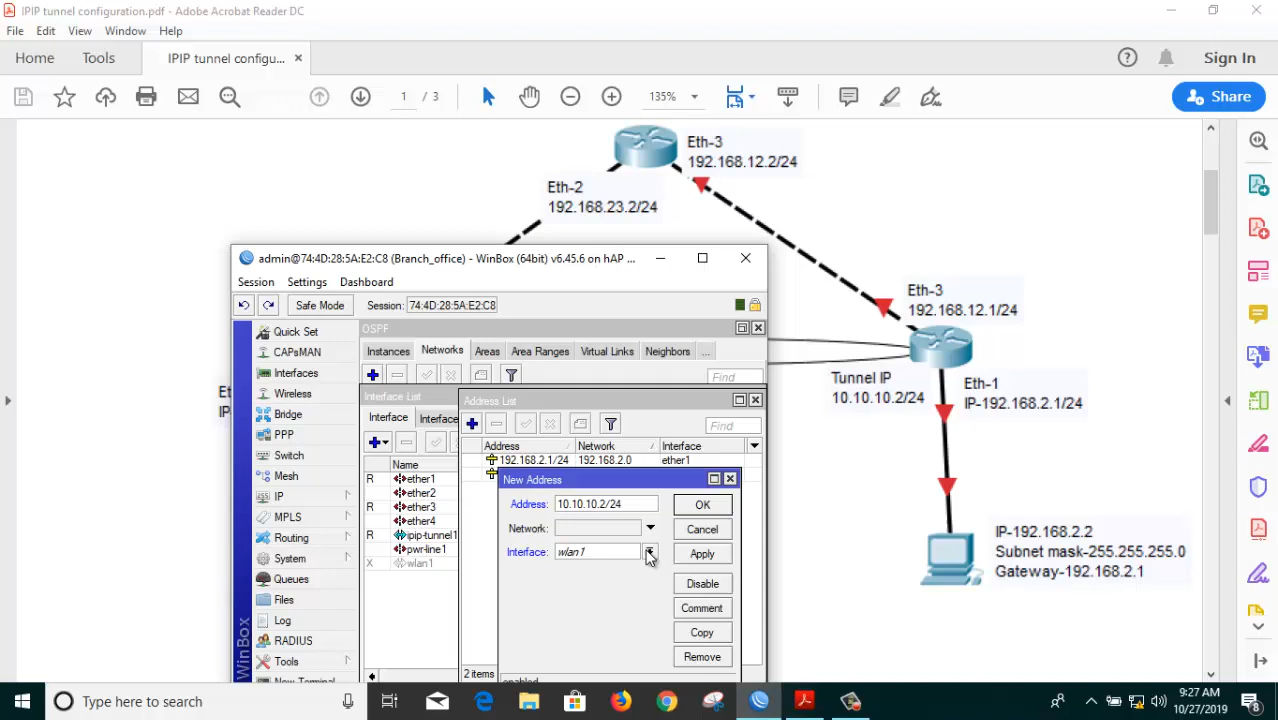 IPIP tunnel configuration.pdf - Adobe Acrobat Reader DC
File Edit View Window Help
Home Tools IPIP tunnel configu... × Sign In
1 / 3 135% Share
Eth-3
192.168.12.2/24
Eth-2
192.168.23.2/24
Eth-3
192.168.12.1/24
Tunnel IP
10.10.10.2/24
Eth-1
IP-192.168.2.1/24
IP-192.168.2.2
Subnet mask-255.255.255.0
Gateway-192.168.2.1
admin@74:4D:28:5A:E2:C8 (Branch_office) - WinBox (64bit) v6.45.6 on hAP ...
Session Settings Dashboard
Safe Mode Session: 74:4D:28:5A:E2:C8
Quick Set
CAPsMAN
Interfaces
Wireless
Bridge
PPP
Switch
Mesh
IP
MPLS
Routing
System
Queues
Files
Log
RADIUS
Tools
New Terminal
WinBox
OSPF
Instances Networks Areas Area Ranges Virtual Links Neighbors ...
Find
Interface List
Interface Interface
Name
R ether1
ether2
R ether3
ether4
R ipip-tunnel1
pwr-line1
X wlan1
Address List
Find
Address Network Interface
192.168.2.1/24 192.168.2.0 ether1
2 items
New Address
Address: 10.10.10.2/24
Network:
Interface: wlan1
OK
Cancel
Apply
Disable
Comment
Copy
Remove
enabled
Type here to search
9:27 AM
10/27/2019
8